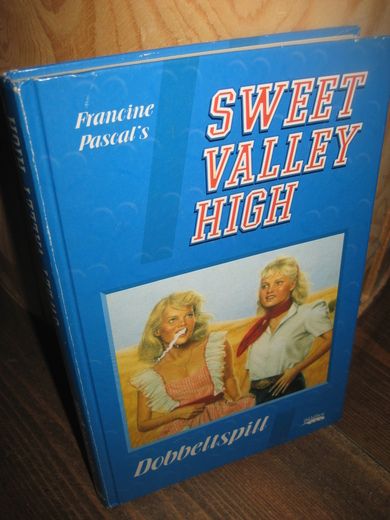 Francine
Pascal's
SWEET
VALLEY
HIGH
Dobbeltspill